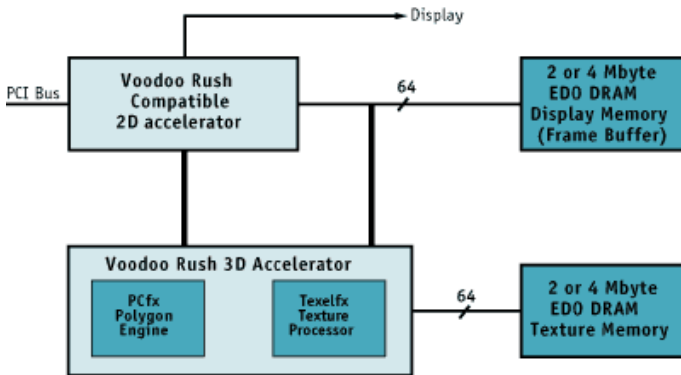 Display
PCI Bus
Voodoo Rush
Compatible
2D accelerator
64
2 or 4 Mbyte
EDO DRAM
Display Memory
(Frame Buffer)
Voodoo Rush 3D Accelerator
PCfx
Polygon
Engine
Texelfx
Texture
Processor
64
2 or 4 Mbyte
EDO DRAM
Texture Memory